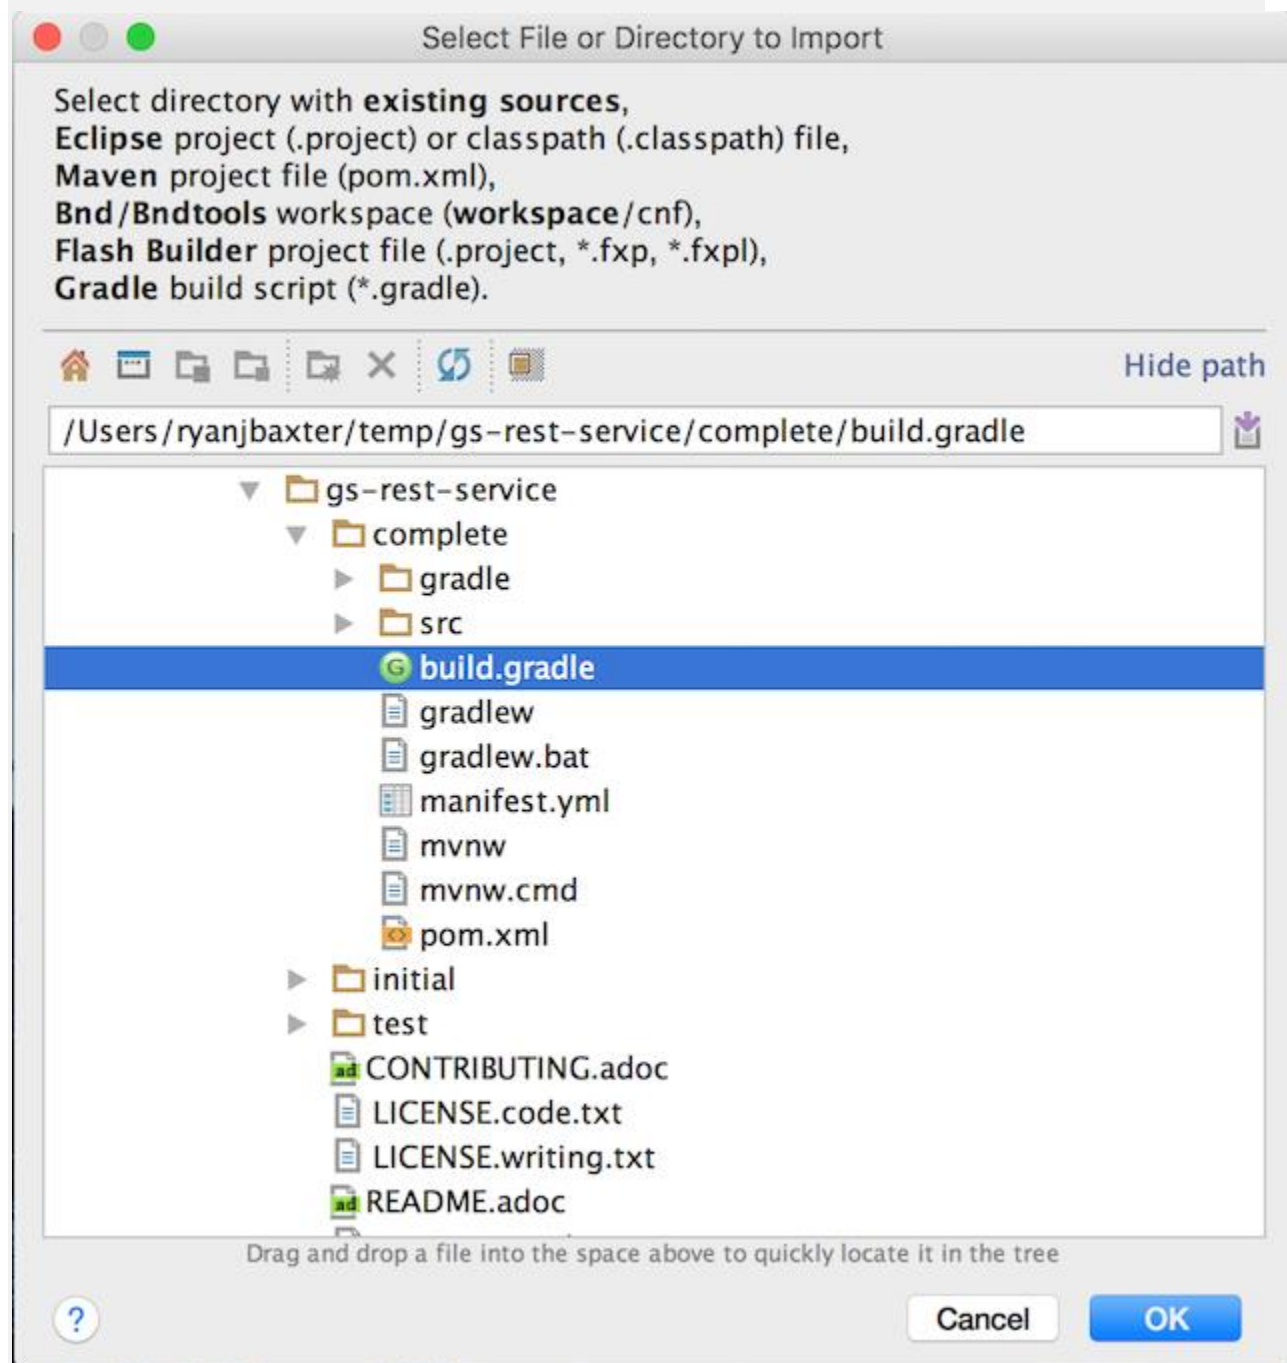 Select File or Directory to Import
Select directory with existing sources,
Eclipse project (.project) or classpath (.classpath) file,
Maven project file (pom.xml),
Bnd/Bndtools workspace (workspace/cnf),
Flash Builder project file (.project, *.fxp, *.fxpl),
Gradle build script (*.gradle).
Hide path
/Users/ryanjbaxter/temp/gs-rest-service/complete/build.gradle
gs-rest-service
complete
gradle
src
G build.gradle
gradlew
gradlew.bat
manifest.yml
mvnw
mvnw.cmd
pom.xml
initial
test
ad CONTRIBUTING.adoc
LICENSE.code.txt
LICENSE.writing.txt
ad README.adoc
Drag and drop a file into the space above to quickly locate it in the tree
? Cancel OK